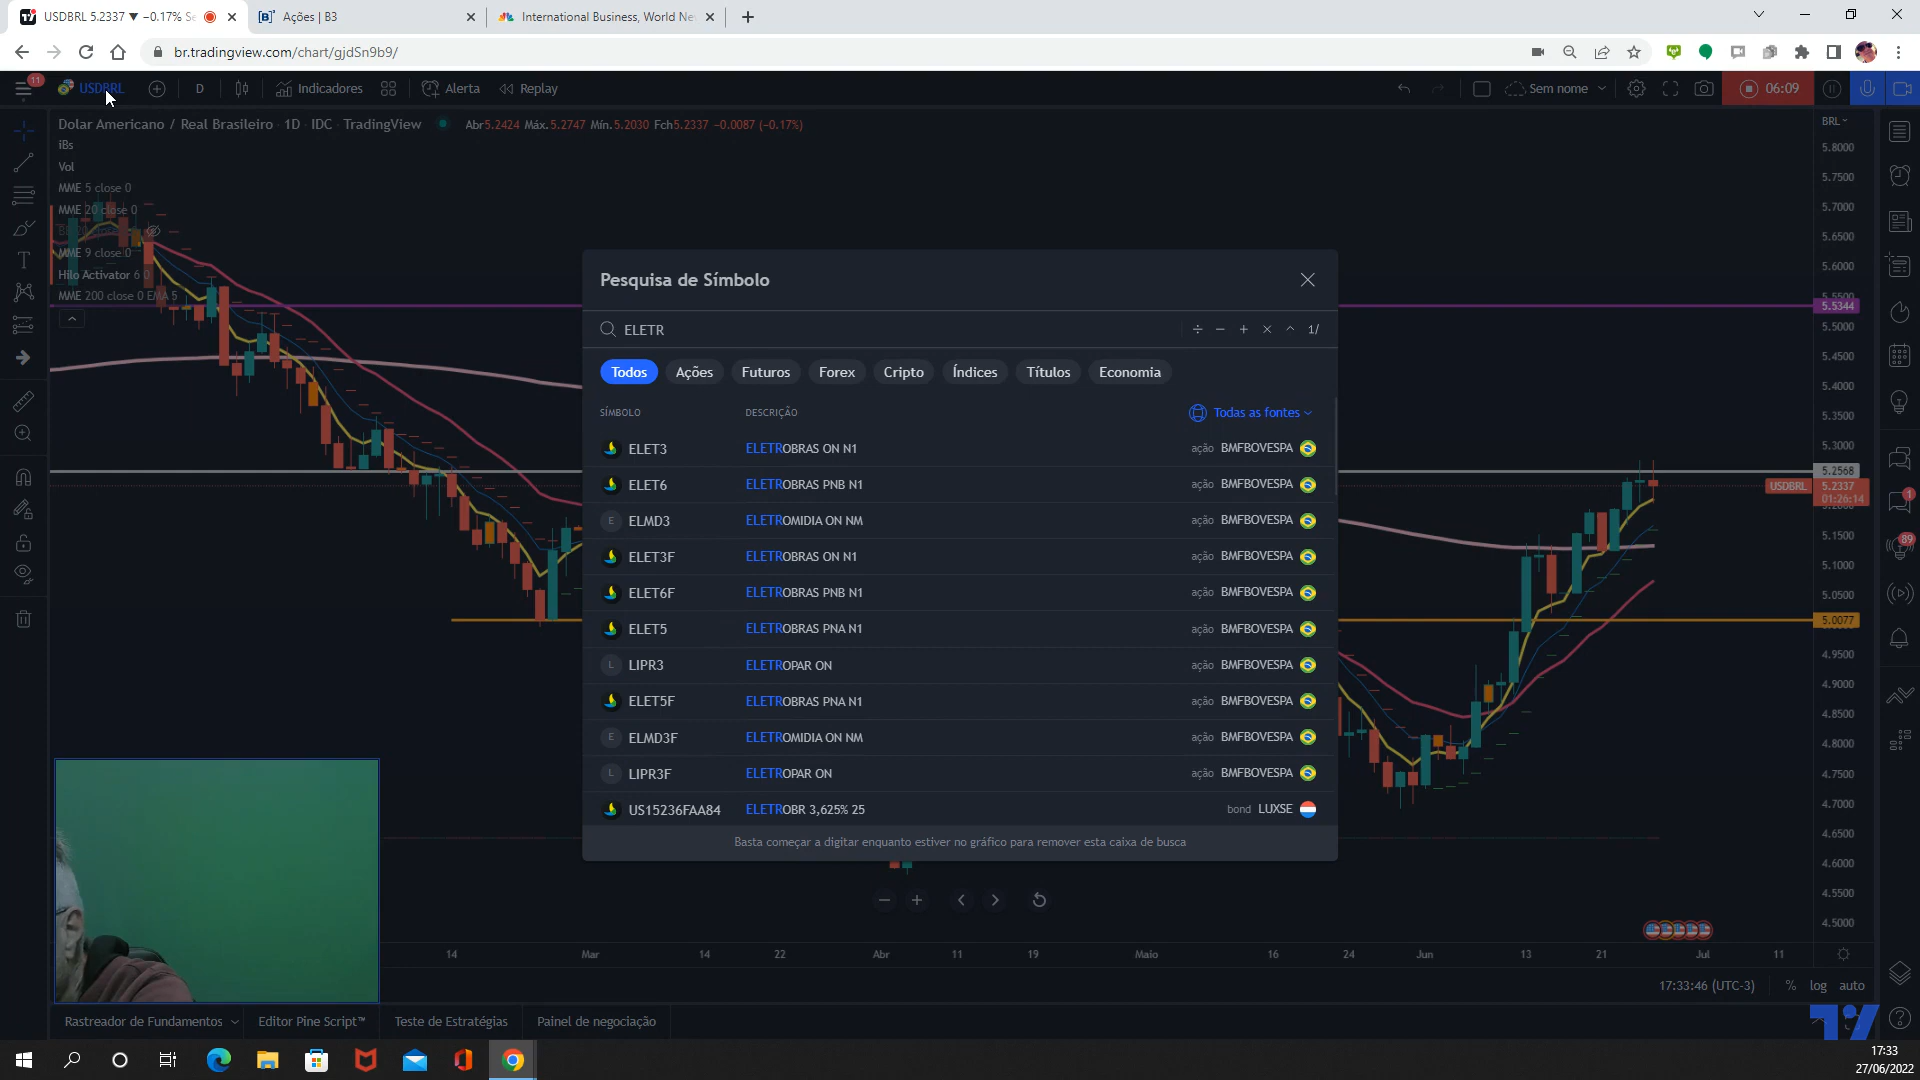 USDBRL 5.2337 ▼ −0.17% Se
Ações | B3
International Business, World Ne
br.tradingview.com/chart/gjdSn9b9/
11
USDBRL
D
Indicadores
Alerta
Replay
Sem nome
06:09
Dolar Americano / Real Brasileiro · 1D · IDC · TradingView
Abr5.2424 Máx.5.2747 Mín.5.2030 Fch5.2337 −0.0087 (−0.17%)
BRL
iBs
Vol
MME 5 close 0
MME 20 close 0
MME 9 close 0
Hilo Activator 6 0
MME 200 close 0 EMA 5
5.8000
5.7500
5.7000
5.6500
5.6000
5.5500
5.5344
5.5000
5.4500
5.4000
5.3500
5.3000
5.2568
USDBRL
5.2337
01:26:14
5.2000
5.1500
5.1000
5.0500
5.0077
4.9500
4.9000
4.8500
4.8000
4.7500
4.7000
4.6500
4.6000
4.5500
4.5000
1
89
Pesquisa de Símbolo
ELETR
÷ − + × ^ 1/
Todos
Ações
Futuros
Forex
Cripto
Índices
Títulos
Economia
SÍMBOLO
DESCRIÇÃO
Todas as fontes
ELET3 ELETROBRAS ON N1 ação BMFBOVESPA
ELET6 ELETROBRAS PNB N1 ação BMFBOVESPA
E ELMD3 ELETROMIDIA ON NM ação BMFBOVESPA
ELET3F ELETROBRAS ON N1 ação BMFBOVESPA
ELET6F ELETROBRAS PNB N1 ação BMFBOVESPA
ELET5 ELETROBRAS PNA N1 ação BMFBOVESPA
L LIPR3 ELETROPAR ON ação BMFBOVESPA
ELET5F ELETROBRAS PNA N1 ação BMFBOVESPA
E ELMD3F ELETROMIDIA ON NM ação BMFBOVESPA
L LIPR3F ELETROPAR ON ação BMFBOVESPA
US15236FAA84 ELETROBR 3,625% 25 bond LUXSE
Basta começar a digitar enquanto estiver no gráfico para remover esta caixa de busca
14
Mar
14
22
Abr
11
19
Maio
16
24
Jun
13
21
Jul
11
17:33:46 (UTC-3)
%
log
auto
Rastreador de Fundamentos
Editor Pine Script™
Teste de Estratégias
Painel de negociação
17:33
27/06/2022